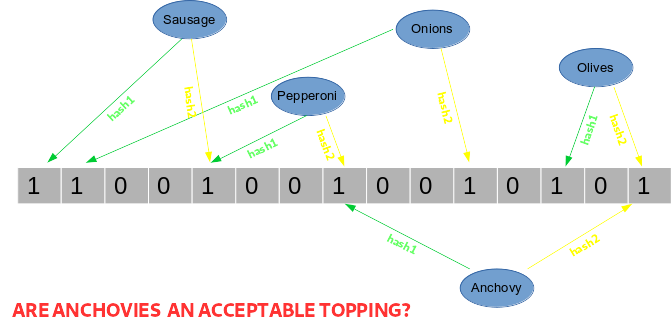 Sausage
Onions
Olives
Pepperoni
hash1
hash2
hash1
hash2
hash1
hash2
hash1
hash2
1 1 0 0 1 0 0 1 0 0 1 0 1 0 1
hash1
hash2
Anchovy
ARE ANCHOVIES AN ACCEPTABLE TOPPING?